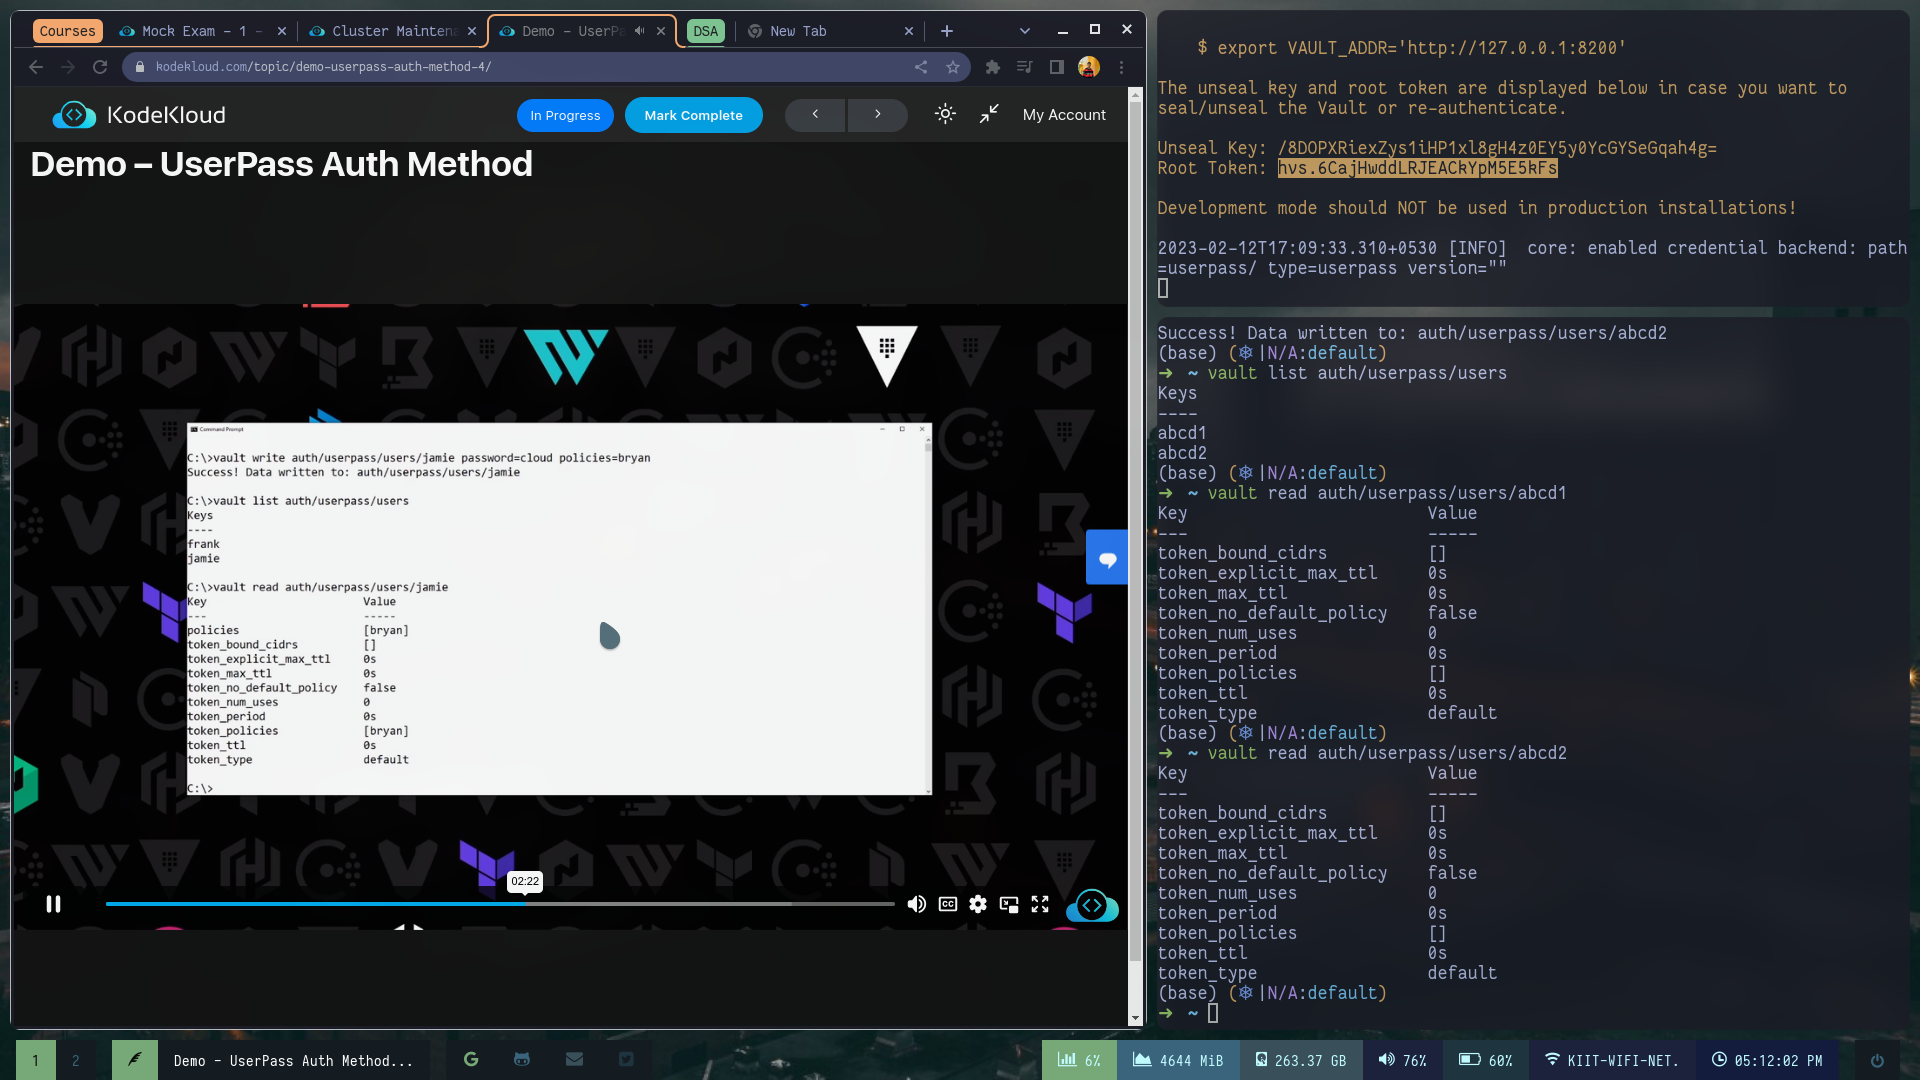 Courses
Mock Exam – 1 –
Cluster Maintena
Demo – UserPa
DSA
New Tab
kodekloud.com/topic/demo-userpass-auth-method-4/
KodeKloud
In Progress
Mark Complete
My Account
Demo – UserPass Auth Method
Command Prompt
C:\>vault write auth/userpass/users/jamie password=cloud policies=bryan
Success! Data written to: auth/userpass/users/jamie
C:\>vault list auth/userpass/users
Keys
----
frank
jamie
C:\>vault read auth/userpass/users/jamie
Key Value
--- -----
policies [bryan]
token_bound_cidrs []
token_explicit_max_ttl 0s
token_max_ttl 0s
token_no_default_policy false
token_num_uses 0
token_period 0s
token_policies [bryan]
token_ttl 0s
token_type default
C:\>
02:22
CC
$ export VAULT_ADDR='http://127.0.0.1:8200'
The unseal key and root token are displayed below in case you want to
seal/unseal the Vault or re-authenticate.
Unseal Key: /8DOPXRiexZys1iHP1xl8gH4z0EY5y0YcGYSeGqah4g=
Root Token: hvs.6CajHwddLRJEACkYpM5E5kFs
Development mode should NOT be used in production installations!
2023-02-12T17:09:33.310+0530 [INFO]  core: enabled credential backend: path
=userpass/ type=userpass version=""
Success! Data written to: auth/userpass/users/abcd2
(base) (⎈|N/A:default)
➜ ~ vault list auth/userpass/users
Keys
----
abcd1
abcd2
(base) (⎈|N/A:default)
➜ ~ vault read auth/userpass/users/abcd1
Key Value
--- -----
token_bound_cidrs []
token_explicit_max_ttl 0s
token_max_ttl 0s
token_no_default_policy false
token_num_uses 0
token_period 0s
token_policies []
token_ttl 0s
token_type default
(base) (⎈|N/A:default)
➜ ~ vault read auth/userpass/users/abcd2
Key Value
--- -----
token_bound_cidrs []
token_explicit_max_ttl 0s
token_max_ttl 0s
token_no_default_policy false
token_num_uses 0
token_period 0s
token_policies []
token_ttl 0s
token_type default
(base) (⎈|N/A:default)
➜ ~
1
2
Demo - UserPass Auth Method...
6%
4644 MiB
263.37 GB
76%
60%
KIIT-WIFI-NET.
05:12:02 PM